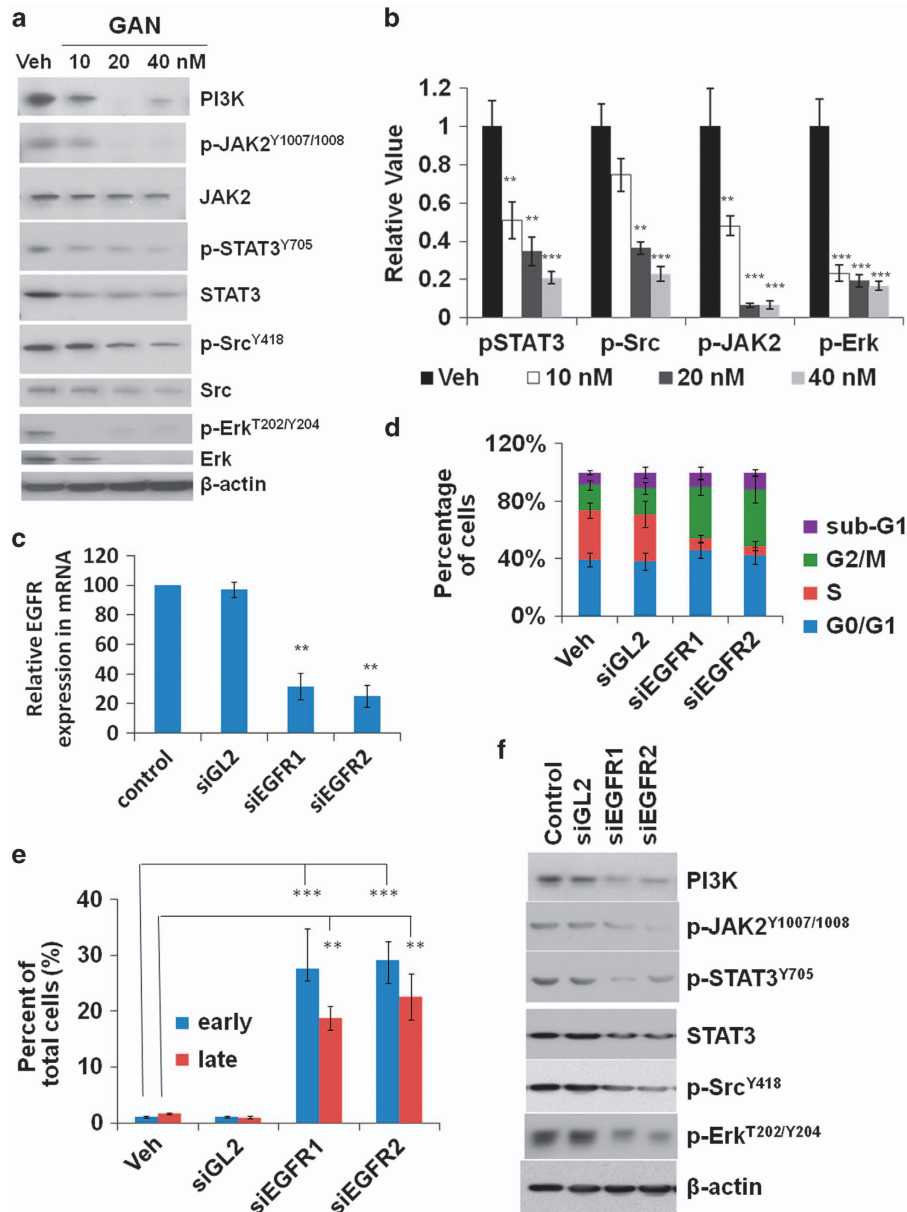 a
GAN
Veh 10 20 40 nM
PI3K
p-JAK2Y1007/1008
JAK2
p-STAT3Y705
STAT3
p-SrcY418
Src
p-ErkT202/Y204
Erk
β-actin
b
Relative Value
1.2
1
0.8
0.6
0.4
0.2
0
** ** ***
** ***
** *** ***
*** *** ***
pSTAT3 p-Src p-JAK2 p-Erk
Veh 10 nM 20 nM 40 nM
c
Relative EGFR
expression in mRNA
120
100
80
60
40
20
0
** **
control siGL2 siEGFR1 siEGFR2
d
Percentage
of cells
120%
80%
40%
0%
Veh siGL2 siEGFR1 siEGFR2
sub-G1
G2/M
S
G0/G1
e
Percent of
total cells (%)
40
30
20
10
0
*** ***
** **
early
late
Veh siGL2 siEGFR1 siEGFR2
f
Control siGL2 siEGFR1 siEGFR2
PI3K
p-JAK2Y1007/1008
p-STAT3Y705
STAT3
p-SrcY418
p-ErkT202/Y204
β-actin